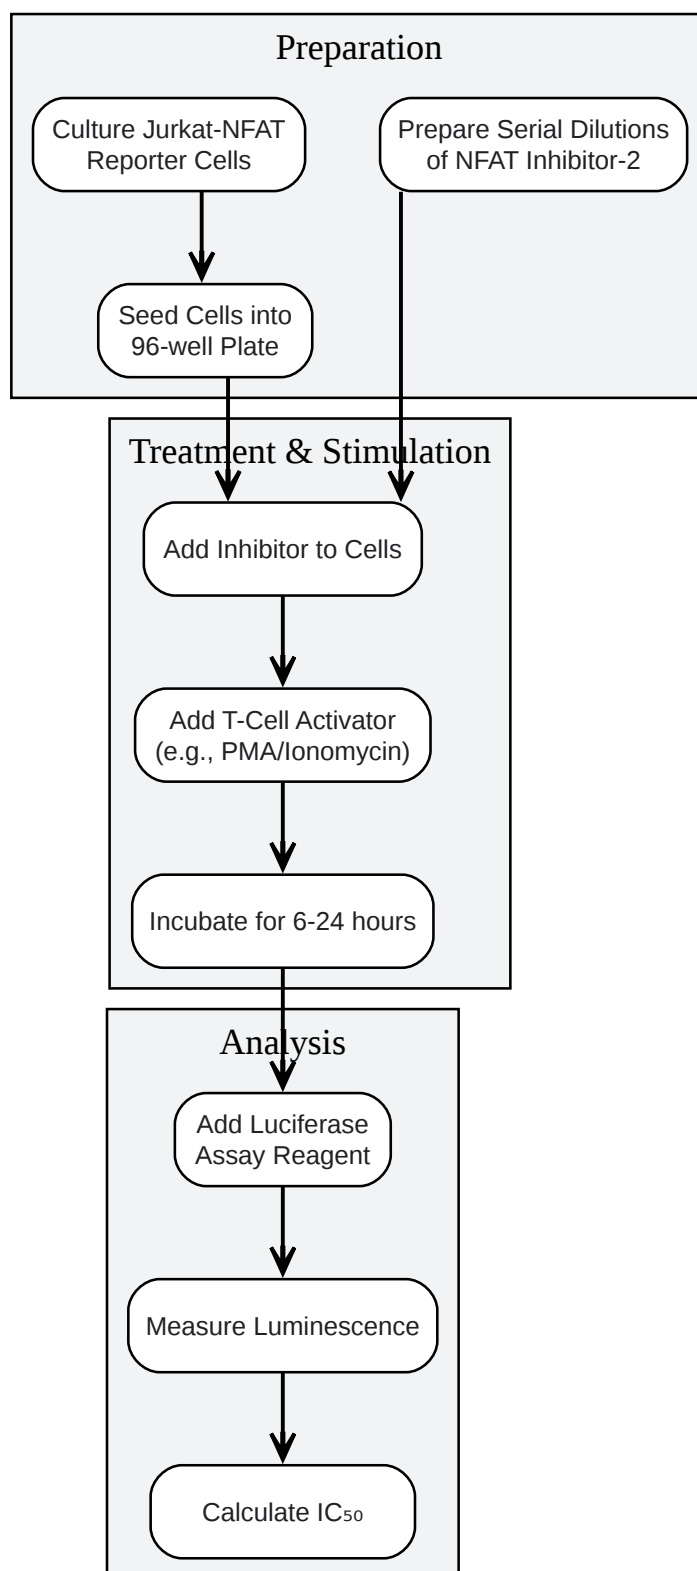 Preparation
Culture Jurkat-NFAT
Reporter Cells
Prepare Serial Dilutions
of NFAT Inhibitor-2
Seed Cells into
96-well Plate
Treatment & Stimulation
Add Inhibitor to Cells
Add T-Cell Activator
(e.g., PMA/Ionomycin)
Incubate for 6-24 hours
Analysis
Add Luciferase
Assay Reagent
Measure Luminescence
Calculate IC₅₀